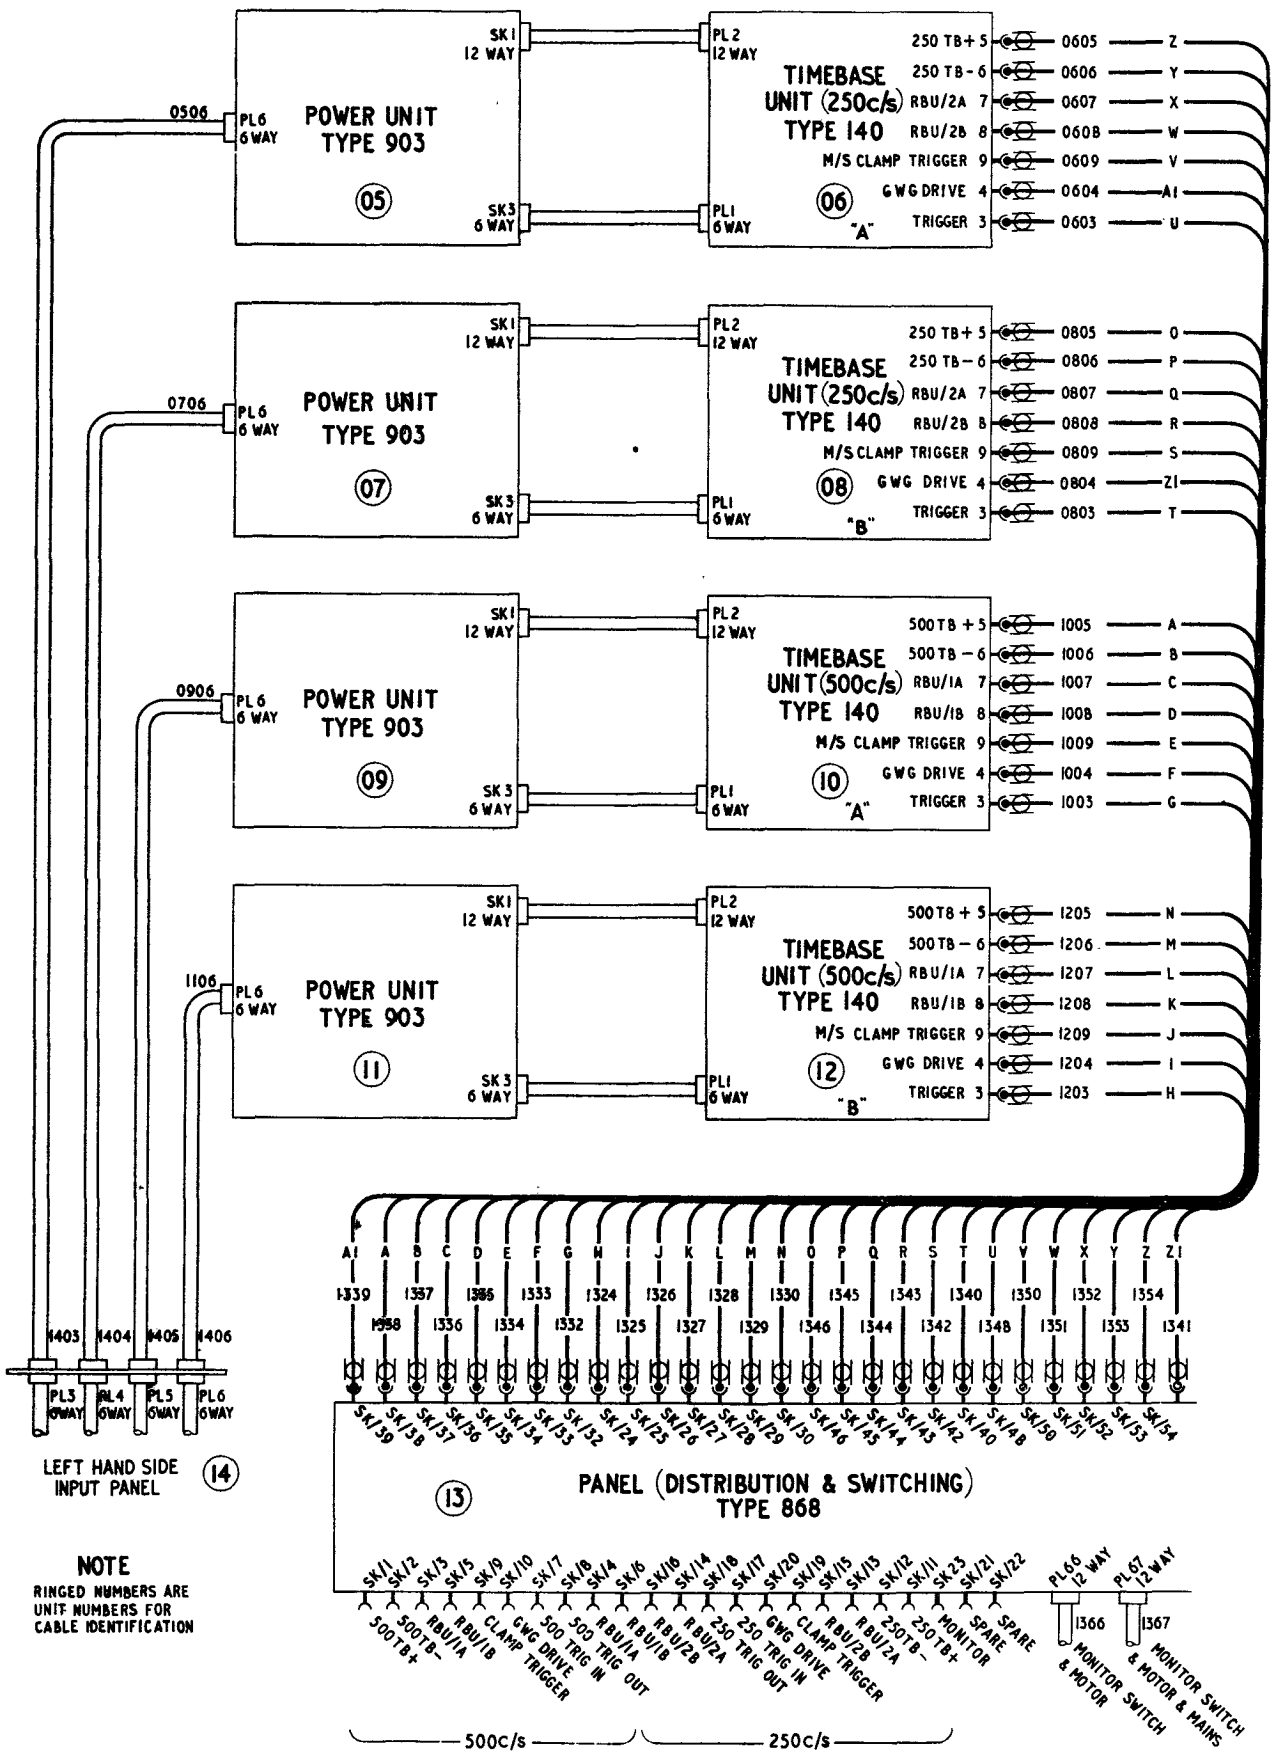 0506
PL6
6 WAY
POWER UNIT
TYPE 903
05
SK1
12 WAY
SK3
6 WAY
PL2
12 WAY
PL1
6 WAY
TIMEBASE
UNIT (250c/s)
TYPE 140
06
"A"
250 TB+ 5 0605 Z
250 TB- 6 0606 Y
RBU/2A 7 0607 X
RBU/2B 8 0608 W
M/S CLAMP TRIGGER 9 0609 V
GWG DRIVE 4 0604 A1
TRIGGER 3 0603 U
0706
PL6
6 WAY
POWER UNIT
TYPE 903
07
SK1
12 WAY
SK3
6 WAY
PL2
12 WAY
PL1
6 WAY
TIMEBASE
UNIT (250c/s)
TYPE 140
08
"B"
250 TB+ 5 0805 O
250 TB- 6 0806 P
RBU/2A 7 0807 Q
RBU/2B 8 0808 R
M/S CLAMP TRIGGER 9 0809 S
GWG DRIVE 4 0804 Z1
TRIGGER 3 0803 T
0906
PL6
6 WAY
POWER UNIT
TYPE 903
09
SK1
12 WAY
SK3
6 WAY
PL2
12 WAY
PL1
6 WAY
TIMEBASE
UNIT (500c/s)
TYPE 140
10
"A"
500TB + 5 1005 A
500TB - 6 1006 B
RBU/1A 7 1007 C
RBU/1B 8 1008 D
M/S CLAMP TRIGGER 9 1009 E
GWG DRIVE 4 1004 F
TRIGGER 3 1003 G
1106
PL6
6 WAY
POWER UNIT
TYPE 903
11
SK1
12 WAY
SK3
6 WAY
PL2
12 WAY
PL1
6 WAY
TIMEBASE
UNIT (500c/s)
TYPE 140
12
"B"
500TB + 5 1205 N
500TB - 6 1206 M
RBU/1A 7 1207 L
RBU/1B 8 1208 K
M/S CLAMP TRIGGER 9 1209 J
GWG DRIVE 4 1204 I
TRIGGER 3 1203 H
A1 A B C D E F G H I J K L M N O P Q R S T U V W X Y Z Z1
1339 1337 1335 1333 1324 1326 1328 1330 1345 1343 1340 1350 1352 1354
1338 1336 1334 1332 1325 1327 1329 1346 1344 1342 1348 1351 1353 1341
1403 1404 1405 1406
PL3 PL4 PL5 PL6
6WAY 6WAY 6WAY 6WAY
LEFT HAND SIDE
INPUT PANEL
14
SK/39 SK/38 SK/37 SK/36 SK/35 SK/34 SK/33 SK/32 SK/24 SK/25 SK/26 SK/27 SK/28 SK/29 SK/30 SK/46 SK/45 SK/44 SK/43 SK/42 SK/40 SK/48 SK/50 SK/51 SK/52 SK/53 SK/54
13
PANEL (DISTRIBUTION & SWITCHING)
TYPE 868
SK/1 SK/2 SK/3 SK/5 SK/9 SK/10 SK/7 SK/8 SK/4 SK/6 SK/16 SK/14 SK/18 SK/17 SK/20 SK/19 SK/15 SK/13 SK/12 SK/11 SK23 SK/21 SK/22
PL66
12 WAY
PL67
12 WAY
500TB+
500TB-
RBU/1A
RBU/1B
CLAMP TRIGGER
GWG DRIVE
500 TRIG IN
500 TRIG OUT
RBU/1A
RBU/1B
RBU/2B
RBU/2A
250 TRIG OUT
250 TRIG IN
GWG DRIVE
CLAMP TRIGGER
RBU/2B
RBU/2A
250TB-
250TB+
MONITOR
SPARE
SPARE
1366
MONITOR SWITCH
& MOTOR
1367
MONITOR SWITCH
& MOTOR & MAINS
500C/s
250C/s
NOTE
RINGED NUMBERS ARE
UNIT NUMBERS FOR
CABLE IDENTIFICATION